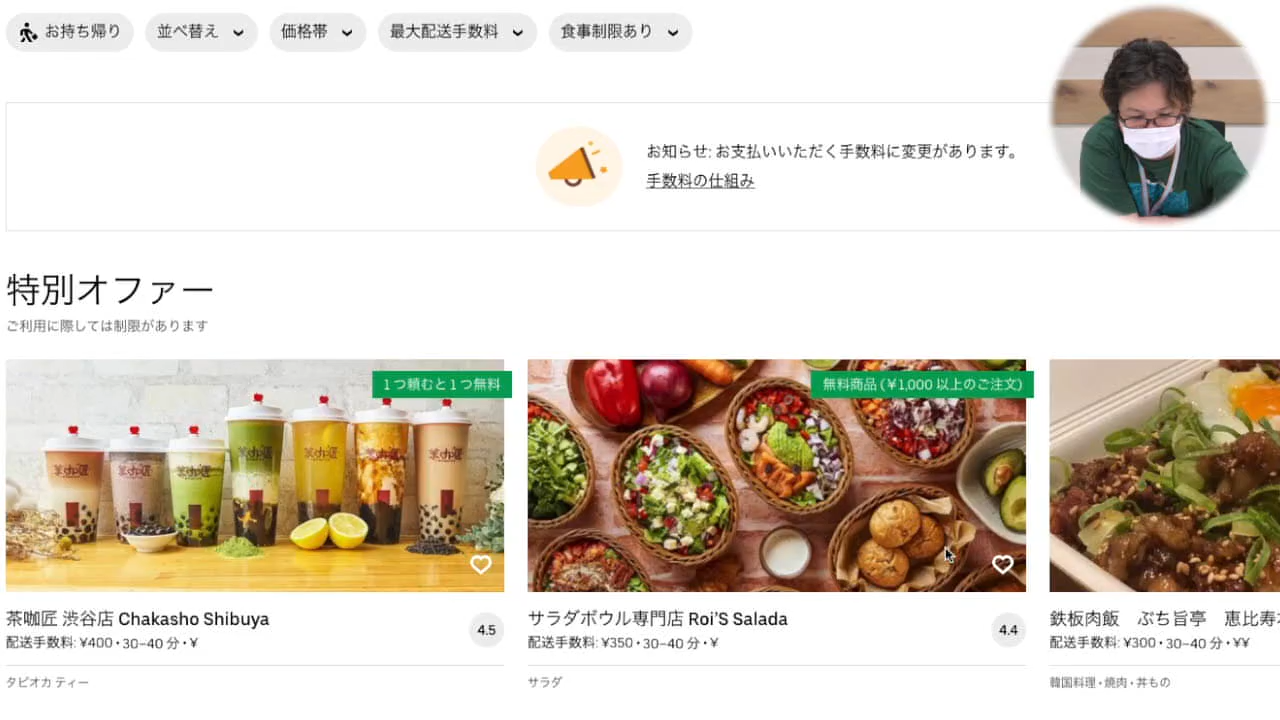 お持ち帰り
並べ替え
価格帯
最大配送手数料
食事制限あり
お知らせ: お支払いいただく手数料に変更があります。
手数料の仕組み
特別オファー
ご利用に際しては制限があります
1つ頼むと1つ無料
無料商品 (￥1,000 以上のご注文)
茶咖匠 渋谷店 Chakasho Shibuya
4.5
配送手数料: ¥400 • 30–40 分 • ¥
タピオカ ティー
サラダボウル専門店 Roi'S Salada
4.4
配送手数料: ¥350 • 30–40 分 • ¥
サラダ
鉄板肉飯　ぶち旨亭　恵比寿
配送手数料: ¥300 • 30–40 分 • ¥¥
韓国料理 • 焼肉 • 丼もの